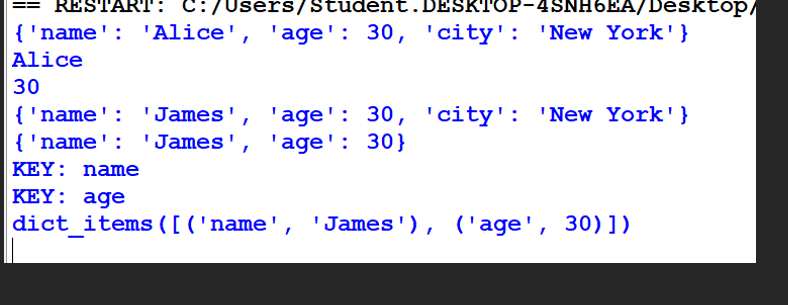 == RESTART: C:/Users/Student.DESKTOP-4SNH6EA/Desktop/
{'name': 'Alice', 'age': 30, 'city': 'New York'}
Alice
30
{'name': 'James', 'age': 30, 'city': 'New York'}
{'name': 'James', 'age': 30}
KEY: name
KEY: age
dict_items([('name', 'James'), ('age', 30)])